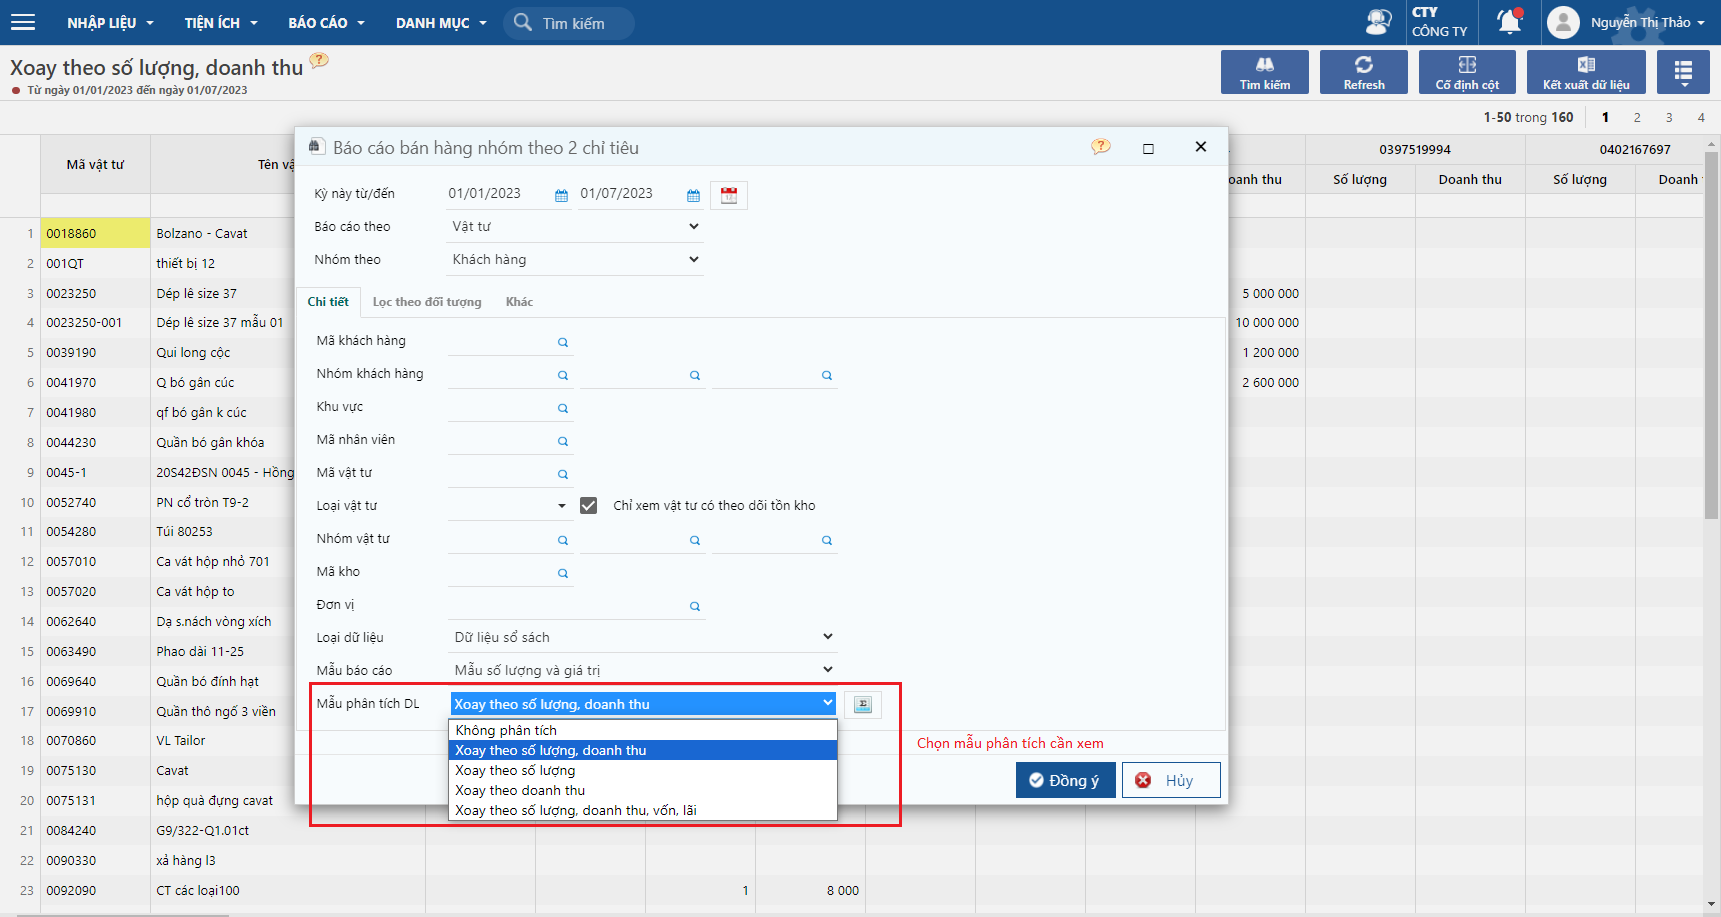 NHẬP LIỆU TIỆN ÍCH BÁO CÁO DANH MỤC Tìm kiếm CTY CÔNG TY Nguyễn Thị Thảo
Xoay theo số lượng, doanh thu
Từ ngày 01/01/2023 đến ngày 01/07/2023
Tìm kiếm Refresh Cố định cột Kết xuất dữ liệu
1-50 trong 160 1 2 3 4
Mã vật tư Tên 0397519994 0402167697
Số lượng Doanh thu Số lượng
1 0018860 Bolzano - Cavat
2 001QT thiết bị 12
3 0023250 Dép lê size 37 5 000 000
4 0023250-001 Dép lê size 37 mẫu 01 10 000 000
5 0039190 Qui long cộc 1 200 000
6 0041970 Q bó gân cúc 2 600 000
7 0041980 qf bó gân k cúc
8 0044230 Quần bó gân khóa
9 0045-1 20S42ĐSN 0045 - Hồng
10 0052740 PN cổ tròn T9-2
11 0054280 Túi 80253
12 0057010 Ca vát hộp nhỏ 701
13 0057020 Ca vát hộp to
14 0062640 Dạ s.nách vòng xích
15 0063490 Phao dài 11-25
16 0069640 Quần bó đính hạt
17 0069910 Quần thô ngố 3 viền
18 0070860 VL Tailor
19 0075130 Cavat
20 0075131 hộp quà đựng cavat
21 0084240 G9/322-Q1.01ct
22 0090330 xả hàng l3
23 0092090 CT các loại100 1 8 000
Báo cáo bán hàng nhóm theo 2 chỉ tiêu
Kỳ này từ/đến 01/01/2023 01/07/2023
Báo cáo theo Vật tư
Nhóm theo Khách hàng
Chi tiết Lọc theo đối tượng Khác
Mã khách hàng
Nhóm khách hàng
Khu vực
Mã nhân viên
Mã vật tư
Loại vật tư Chỉ xem vật tư có theo dõi tồn kho
Nhóm vật tư
Mã kho
Đơn vị
Loại dữ liệu Dữ liệu sổ sách
Mẫu báo cáo Mẫu số lượng và giá trị
Mẫu phân tích DL Xoay theo số lượng, doanh thu
Không phân tích
Xoay theo số lượng, doanh thu
Xoay theo số lượng
Xoay theo doanh thu
Xoay theo số lượng, doanh thu, vốn, lãi
Chọn mẫu phân tích cần xem
Đồng ý Hủy